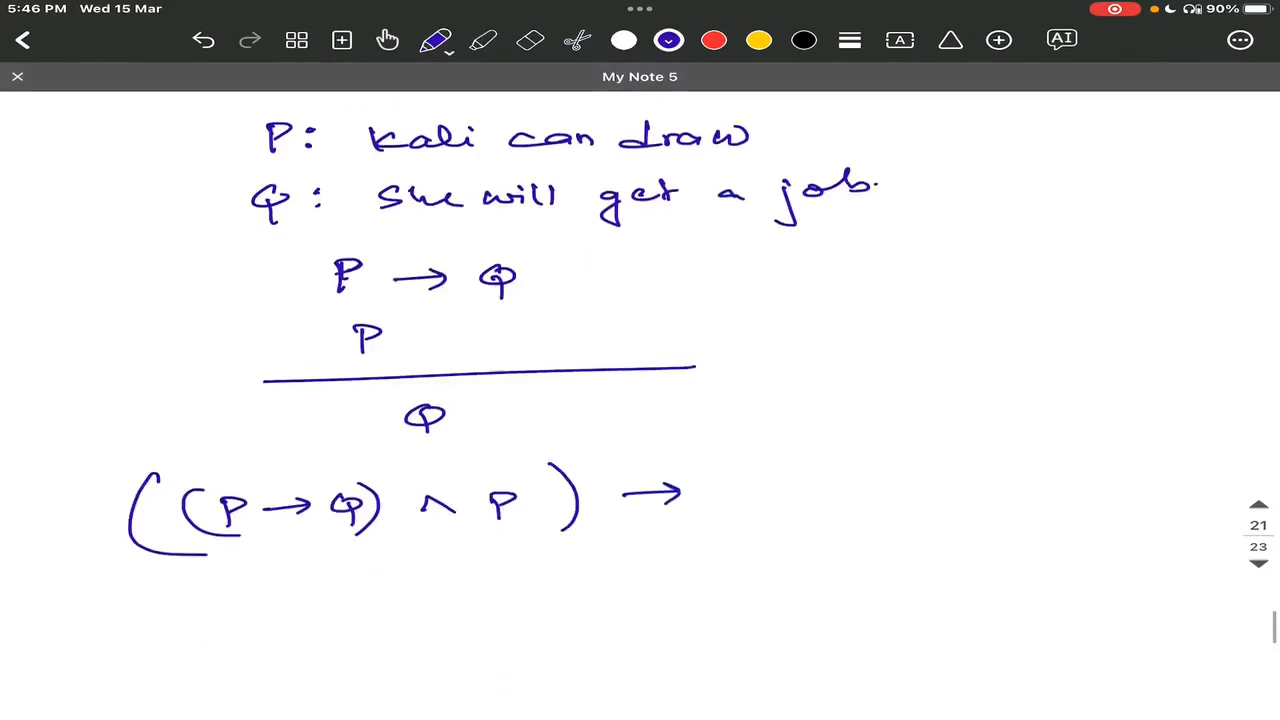 5:46 PM Wed 15 Mar
90%
A
AI
My Note 5
P: Kali can draw
Q: She will get a job.
P → Q
P
Q
((P → Q) ∧ P) →
21
23